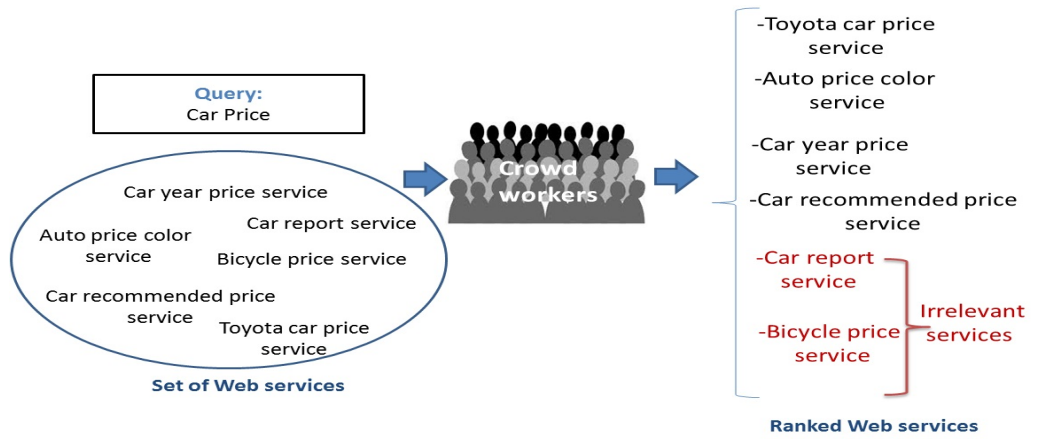 Query:
Car Price
Car year price service
Car report service
Auto price color
service
Bicycle price service
Car recommended price
service
Toyota car price
service
Set of Web services
Crowd
workers
-Toyota car price
service
-Auto price color
service
-Car year price
service
-Car recommended price
service
-Car report
service
-Bicycle price
service
Irrelevant
services
Ranked Web services